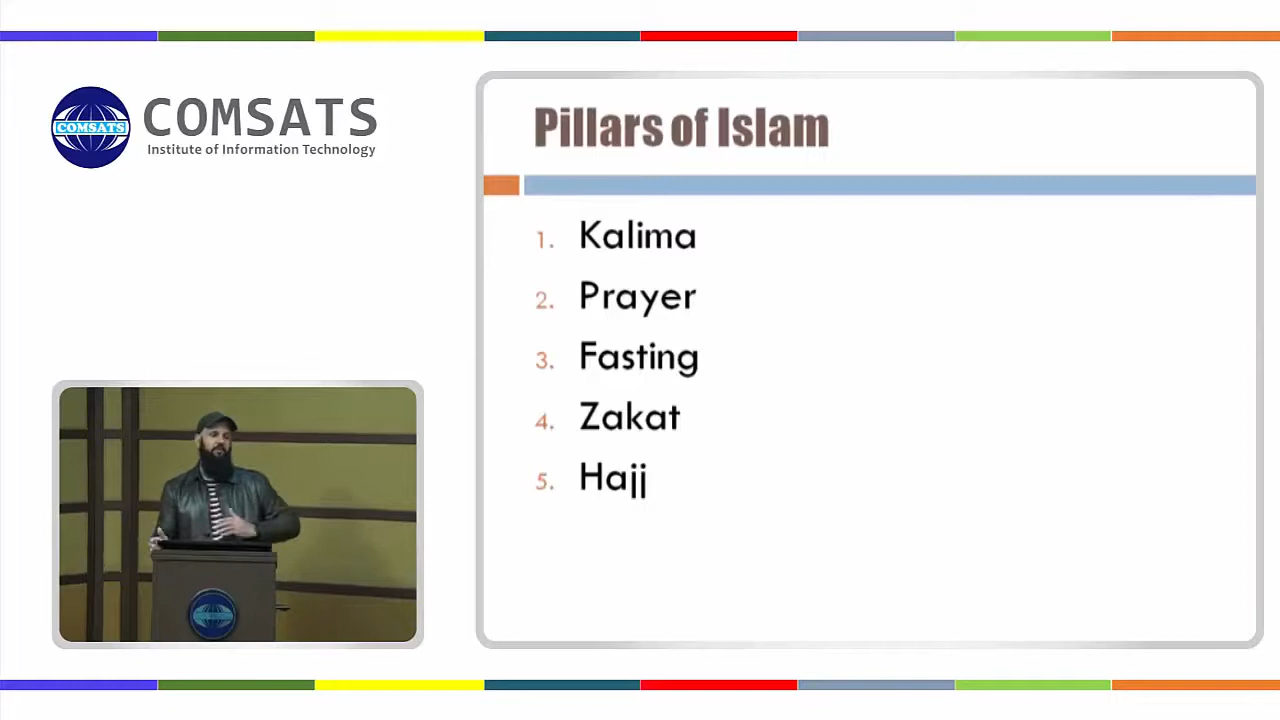 COMSATS
COMSATS
Institute of Information Technology
Pillars of Islam
1. Kalima
2. Prayer
3. Fasting
4. Zakat
5. Hajj